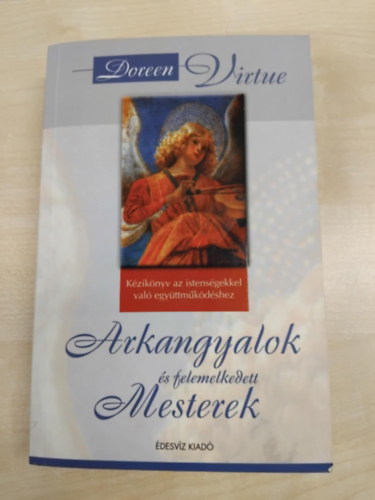 Doreen Virtue
Kézikönyv az istenségekkel
való együttműködéshez
Arkangyalok
és felemelkedett
Mesterek
ÉDESVÍZ KIADÓ